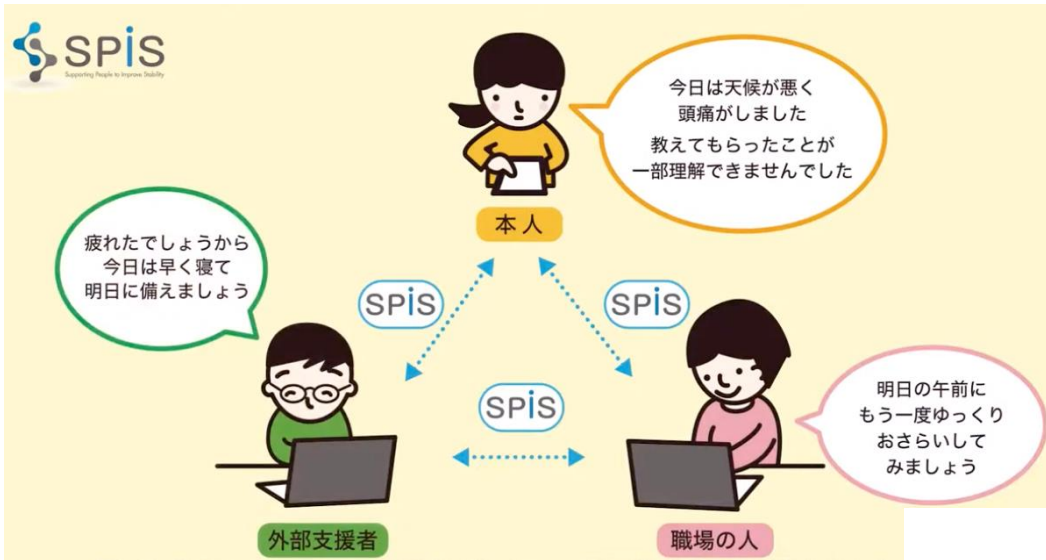 SPiS
Supporting People to Improve Stability
今日は天候が悪く
頭痛がしました
教えてもらったことが
一部理解できませんでした
本人
疲れたでしょうから
今日は早く寝て
明日に備えましょう
SPiS
SPiS
SPiS
明日の午前に
もう一度ゆっくり
おさらいして
みましょう
外部支援者
職場の人